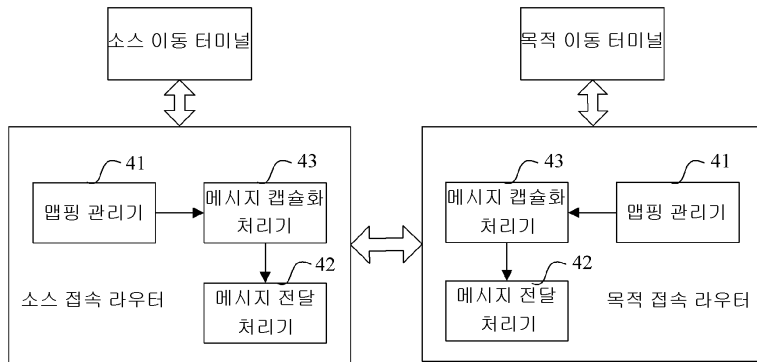 소스 이동 터미널
목적 이동 터미널
41
43
맵핑 관리기
메시지 캡슐화
처리기
42
메시지 전달
처리기
소스 접속 라우터
43
41
메시지 캡슐화
처리기
맵핑 관리기
42
메시지 전달
처리기
목적 접속 라우터